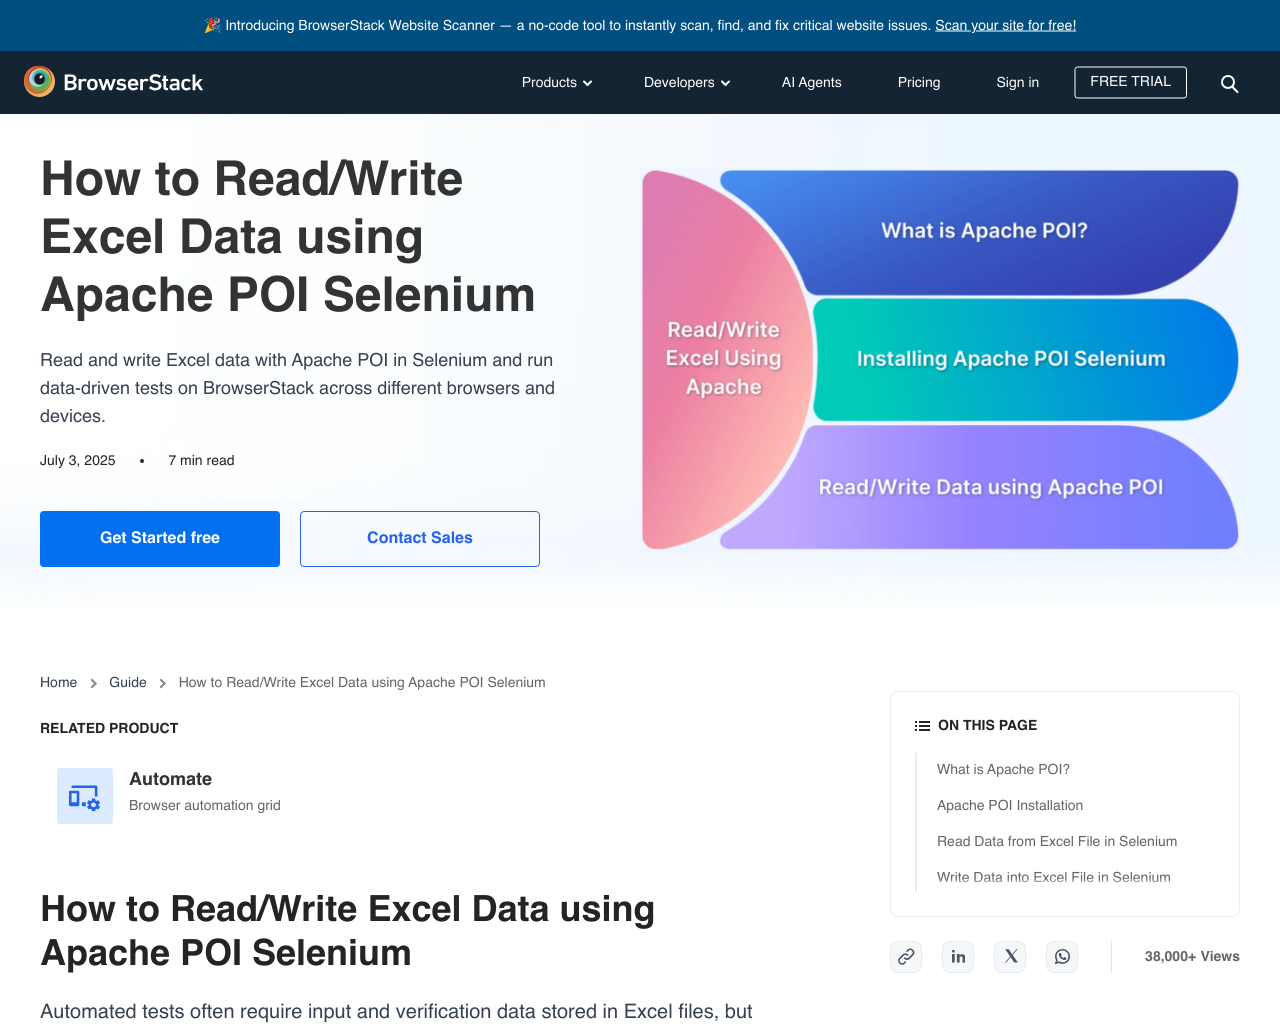 🎉 Introducing BrowserStack Website Scanner — a no-code tool to instantly scan, find, and fix critical website issues. Scan your site for free!
BrowserStack Products Developers AI Agents Pricing Sign in FREE TRIAL
How to Read/Write
Excel Data using
Apache POI Selenium
Read and write Excel data with Apache POI in Selenium and run
data-driven tests on BrowserStack across different browsers and
devices.
July 3, 2025 • 7 min read
Get Started free
Contact Sales
Read/Write
Excel Using
Apache
What is Apache POI?
Installing Apache POI Selenium
Read/Write Data using Apache POI
Home > Guide > How to Read/Write Excel Data using Apache POI Selenium
RELATED PRODUCT
Automate
Browser automation grid
How to Read/Write Excel Data using
Apache POI Selenium
Automated tests often require input and verification data stored in Excel files, but
ON THIS PAGE
What is Apache POI?
Apache POI Installation
Read Data from Excel File in Selenium
Write Data into Excel File in Selenium
38,000+ Views